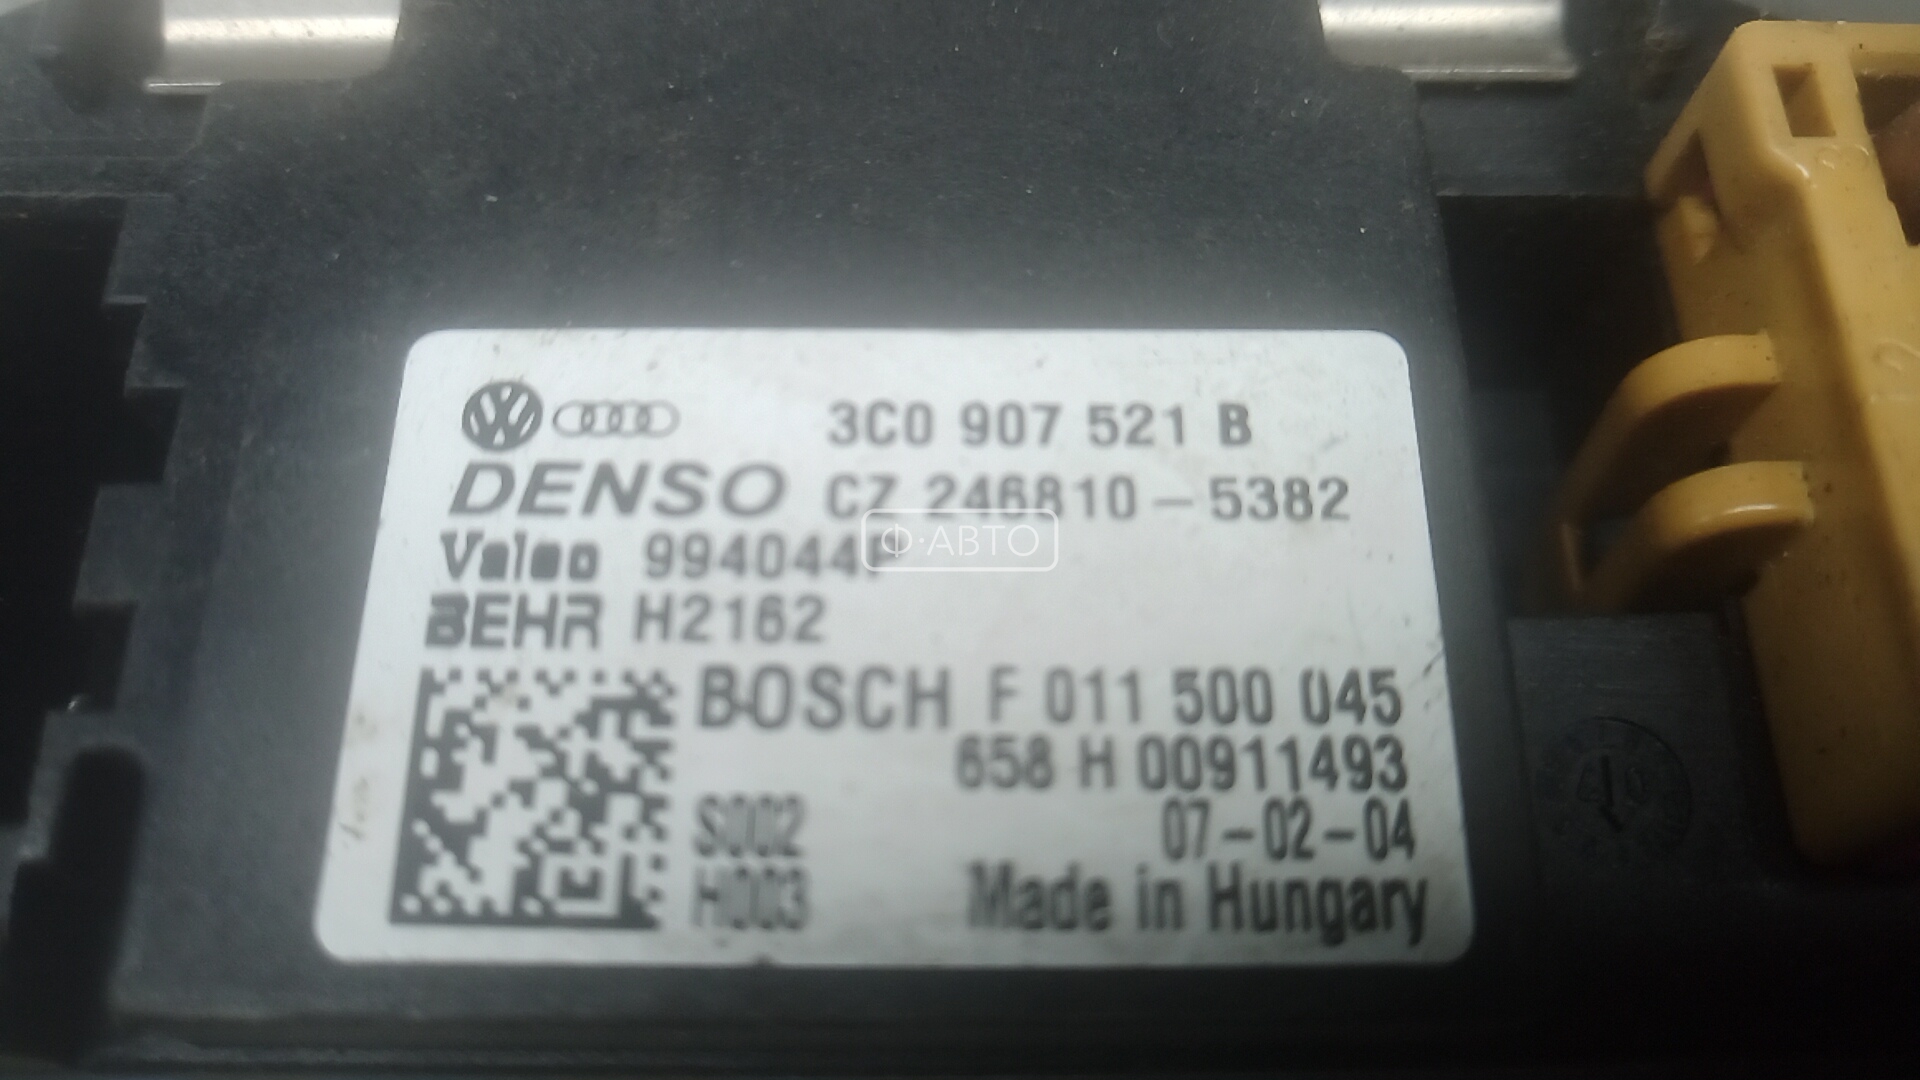 3C0 907 521 B
DENSO CZ 246810-5382
Valeo 994044P
Ф·АВТО
BEHR H2162
BOSCH F 011 500 045
658 H 00911493
S002 07-02-04
H003 Made in Hungary